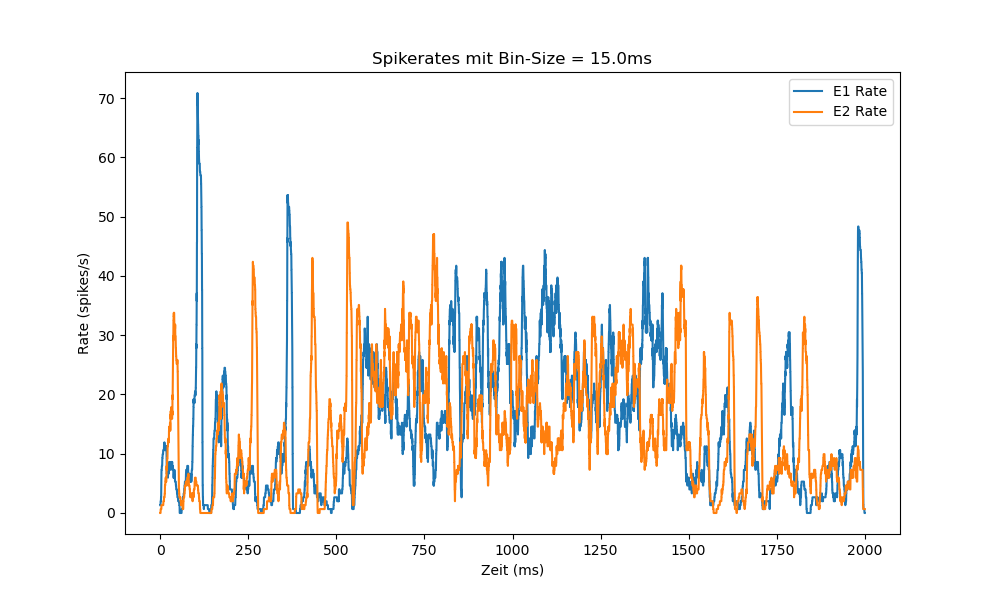 Spikerates mit Bin-Size = 15.0ms
E1 Rate
E2 Rate
70
60
50
40
30
20
10
0
Rate (spikes/s)
0 250 500 750 1000 1250 1500 1750 2000
Zeit (ms)